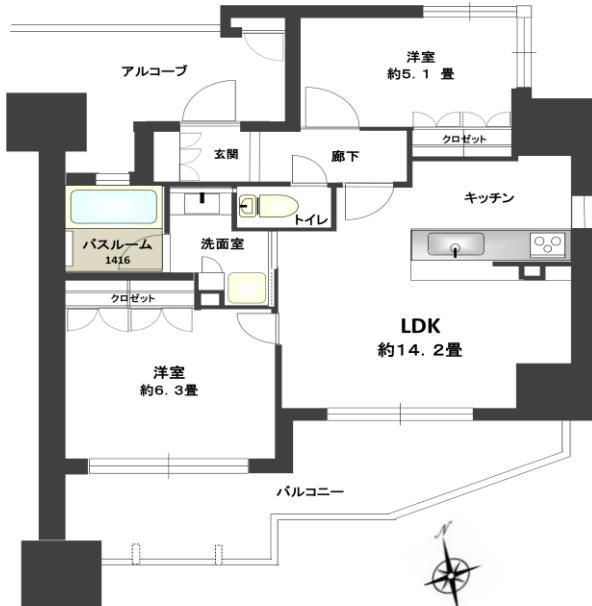 アルコーブ
洋室
約5.1 畳
クロゼット
玄関
廊下
キッチン
トイレ
バスルーム
1416
洗面室
クロゼット
LDK
約14.2畳
洋室
約6.3畳
バルコニー
N